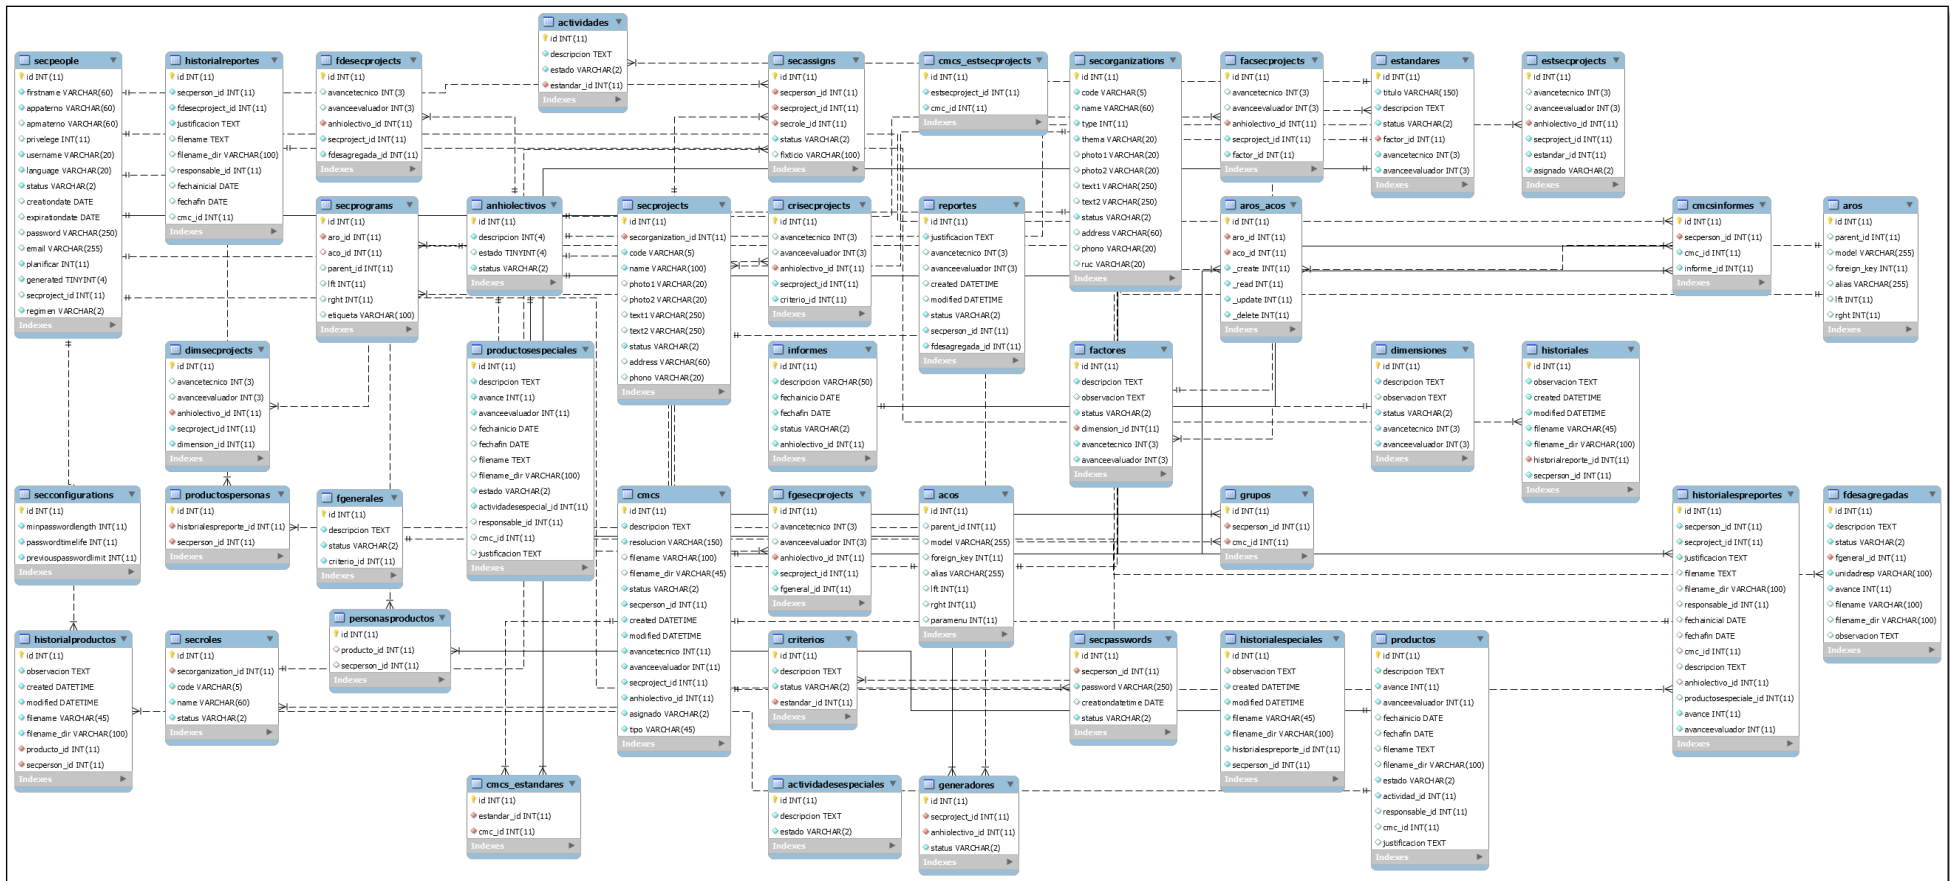 actividades
id INT(11)
descripcion TEXT
estado VARCHAR(2)
estandar_id INT(11)
Indexes
secpeople
id INT(11)
firstname VARCHAR(60)
appaterno VARCHAR(60)
apmaterno VARCHAR(60)
privelege INT(11)
username VARCHAR(20)
language VARCHAR(20)
status VARCHAR(2)
creationdate DATE
expirationdate DATE
password VARCHAR(250)
email VARCHAR(255)
planificar INT(11)
generated TINYINT(4)
secproject_id INT(11)
regimen VARCHAR(2)
Indexes
historialreportes
id INT(11)
secperson_id INT(11)
fdesecproject_id INT(11)
justificacion TEXT
filename TEXT
filename_dir VARCHAR(100)
responsable_id INT(11)
fechainicial DATE
fechafin DATE
cmc_id INT(11)
Indexes
fdesecprojects
id INT(11)
avancetecnico INT(3)
avanceevaluador INT(3)
anhiolectivo_id INT(11)
secproject_id INT(11)
fdesagregada_id INT(11)
Indexes
secassigns
id INT(11)
secperson_id INT(11)
secproject_id INT(11)
secrole_id INT(11)
status VARCHAR(2)
fixticio VARCHAR(100)
Indexes
cmcs_estsecprojects
id INT(11)
estsecproject_id INT(11)
cmc_id INT(11)
Indexes
secorganizations
id INT(11)
code VARCHAR(5)
name VARCHAR(60)
type INT(11)
thema VARCHAR(20)
photo1 VARCHAR(20)
photo2 VARCHAR(20)
text1 VARCHAR(250)
text2 VARCHAR(250)
status VARCHAR(2)
address VARCHAR(60)
phono VARCHAR(20)
ruc VARCHAR(20)
Indexes
facsecprojects
id INT(11)
avancetecnico INT(3)
avanceevaluador INT(3)
anhiolectivo_id INT(11)
secproject_id INT(11)
factor_id INT(11)
Indexes
estandares
id INT(11)
titulo VARCHAR(150)
descripcion TEXT
status VARCHAR(2)
factor_id INT(11)
avancetecnico INT(3)
avanceevaluador INT(3)
Indexes
estsecprojects
id INT(11)
avancetecnico INT(3)
avanceevaluador INT(3)
anhiolectivo_id INT(11)
secproject_id INT(11)
estandar_id INT(11)
asignado VARCHAR(2)
Indexes
secprograms
id INT(11)
aro_id INT(11)
aco_id INT(11)
parent_id INT(11)
lft INT(11)
rght INT(11)
etiqueta VARCHAR(100)
Indexes
anhiolectivos
id INT(11)
descripcion INT(4)
estado TINYINT(4)
status VARCHAR(2)
Indexes
secprojects
id INT(11)
secorganization_id INT(11)
code VARCHAR(5)
name VARCHAR(100)
photo1 VARCHAR(20)
photo2 VARCHAR(20)
text1 VARCHAR(250)
text2 VARCHAR(250)
status VARCHAR(2)
address VARCHAR(60)
phono VARCHAR(20)
Indexes
crisecprojects
id INT(11)
avancetecnico INT(3)
avanceevaluador INT(3)
anhiolectivo_id INT(11)
secproject_id INT(11)
criterio_id INT(11)
Indexes
reportes
id INT(11)
justificacion TEXT
avancetecnico INT(3)
avanceevaluador INT(3)
created DATETIME
modified DATETIME
status VARCHAR(2)
secperson_id INT(11)
fdesagregada_id INT(11)
Indexes
aros_acos
id INT(11)
aro_id INT(11)
aco_id INT(11)
_create INT(11)
_read INT(11)
_update INT(11)
_delete INT(11)
Indexes
cmcsinformes
id INT(11)
secperson_id INT(11)
cmc_id INT(11)
informe_id INT(11)
Indexes
aros
id INT(11)
parent_id INT(11)
model VARCHAR(255)
foreign_key INT(11)
alias VARCHAR(255)
lft INT(11)
rght INT(11)
Indexes
dimsecprojects
id INT(11)
avancetecnico INT(3)
avanceevaluador INT(3)
anhiolectivo_id INT(11)
secproject_id INT(11)
dimension_id INT(11)
Indexes
productosespeciales
id INT(11)
descripcion TEXT
avance INT(11)
avanceevaluador INT(11)
fechainicio DATE
fechafin DATE
filename TEXT
filename_dir VARCHAR(100)
estado VARCHAR(2)
actividadesespecial_id INT(11)
responsable_id INT(11)
cmc_id INT(11)
justificacion TEXT
Indexes
informes
id INT(11)
descripcion VARCHAR(50)
fechainicio DATE
fechafin DATE
status VARCHAR(2)
anhiolectivo_id INT(11)
Indexes
factores
id INT(11)
descripcion TEXT
observacion TEXT
status VARCHAR(2)
dimension_id INT(11)
avancetecnico INT(3)
avanceevaluador INT(3)
Indexes
dimensiones
id INT(11)
descripcion TEXT
observacion TEXT
status VARCHAR(2)
avancetecnico INT(3)
avanceevaluador INT(3)
Indexes
historiales
id INT(11)
observacion TEXT
created DATETIME
modified DATETIME
filename VARCHAR(45)
filename_dir VARCHAR(100)
historialreporte_id INT(11)
secperson_id INT(11)
Indexes
secconfigurations
id INT(11)
minpasswordlength INT(11)
passwordtimelife INT(11)
previouspasswordlimit INT(11)
Indexes
productospersonas
id INT(11)
historialespreporte_id INT(11)
secperson_id INT(11)
Indexes
fgenerales
id INT(11)
descripcion TEXT
status VARCHAR(2)
criterio_id INT(11)
Indexes
cmcs
id INT(11)
descripcion TEXT
resolucion VARCHAR(150)
filename VARCHAR(100)
filename_dir VARCHAR(45)
status VARCHAR(2)
secperson_id INT(11)
created DATETIME
modified DATETIME
avancetecnico INT(11)
avanceevaluador INT(11)
secproject_id INT(11)
anhiolectivo_id INT(11)
asignado VARCHAR(2)
tipo VARCHAR(45)
Indexes
fgesecprojects
id INT(11)
avancetecnico INT(3)
avanceevaluador INT(3)
anhiolectivo_id INT(11)
secproject_id INT(11)
fgeneral_id INT(11)
Indexes
acos
id INT(11)
parent_id INT(11)
model VARCHAR(255)
foreign_key INT(11)
alias VARCHAR(255)
lft INT(11)
rght INT(11)
paramenu INT(11)
Indexes
grupos
id INT(11)
secperson_id INT(11)
cmc_id INT(11)
Indexes
historialespreportes
id INT(11)
secperson_id INT(11)
secproject_id INT(11)
justificacion TEXT
filename TEXT
filename_dir VARCHAR(100)
responsable_id INT(11)
fechainicial DATE
fechafin DATE
cmc_id INT(11)
descripcion TEXT
anhiolectivo_id INT(11)
productosespeciale_id INT(11)
avance INT(11)
avanceevaluador INT(11)
Indexes
fdesagregadas
id INT(11)
descripcion TEXT
status VARCHAR(2)
fgeneral_id INT(11)
unidadresp VARCHAR(100)
avance INT(11)
filename VARCHAR(100)
filename_dir VARCHAR(100)
observacion TEXT
Indexes
historialproductos
id INT(11)
observacion TEXT
created DATETIME
modified DATETIME
filename VARCHAR(45)
filename_dir VARCHAR(100)
producto_id INT(11)
secperson_id INT(11)
Indexes
secroles
id INT(11)
secorganization_id INT(11)
code VARCHAR(5)
name VARCHAR(60)
status VARCHAR(2)
Indexes
personasproductos
id INT(11)
producto_id INT(11)
secperson_id INT(11)
Indexes
criterios
id INT(11)
descripcion TEXT
status VARCHAR(2)
estandar_id INT(11)
Indexes
secpasswords
id INT(11)
secperson_id INT(11)
password VARCHAR(250)
creationdatetime DATE
status VARCHAR(2)
Indexes
historialespeciales
id INT(11)
observacion TEXT
created DATETIME
modified DATETIME
filename VARCHAR(45)
filename_dir VARCHAR(100)
historialespreporte_id INT(11)
secperson_id INT(11)
Indexes
productos
id INT(11)
descripcion TEXT
avance INT(11)
avanceevaluador INT(11)
fechainicio DATE
fechafin DATE
filename TEXT
filename_dir VARCHAR(100)
estado VARCHAR(2)
actividad_id INT(11)
responsable_id INT(11)
cmc_id INT(11)
justificacion TEXT
Indexes
cmcs_estandares
id INT(11)
estandar_id INT(11)
cmc_id INT(11)
Indexes
actividadesespeciales
id INT(11)
descripcion TEXT
estado VARCHAR(2)
Indexes
generadores
id INT(11)
secproject_id INT(11)
anhiolectivo_id INT(11)
status VARCHAR(2)
Indexes